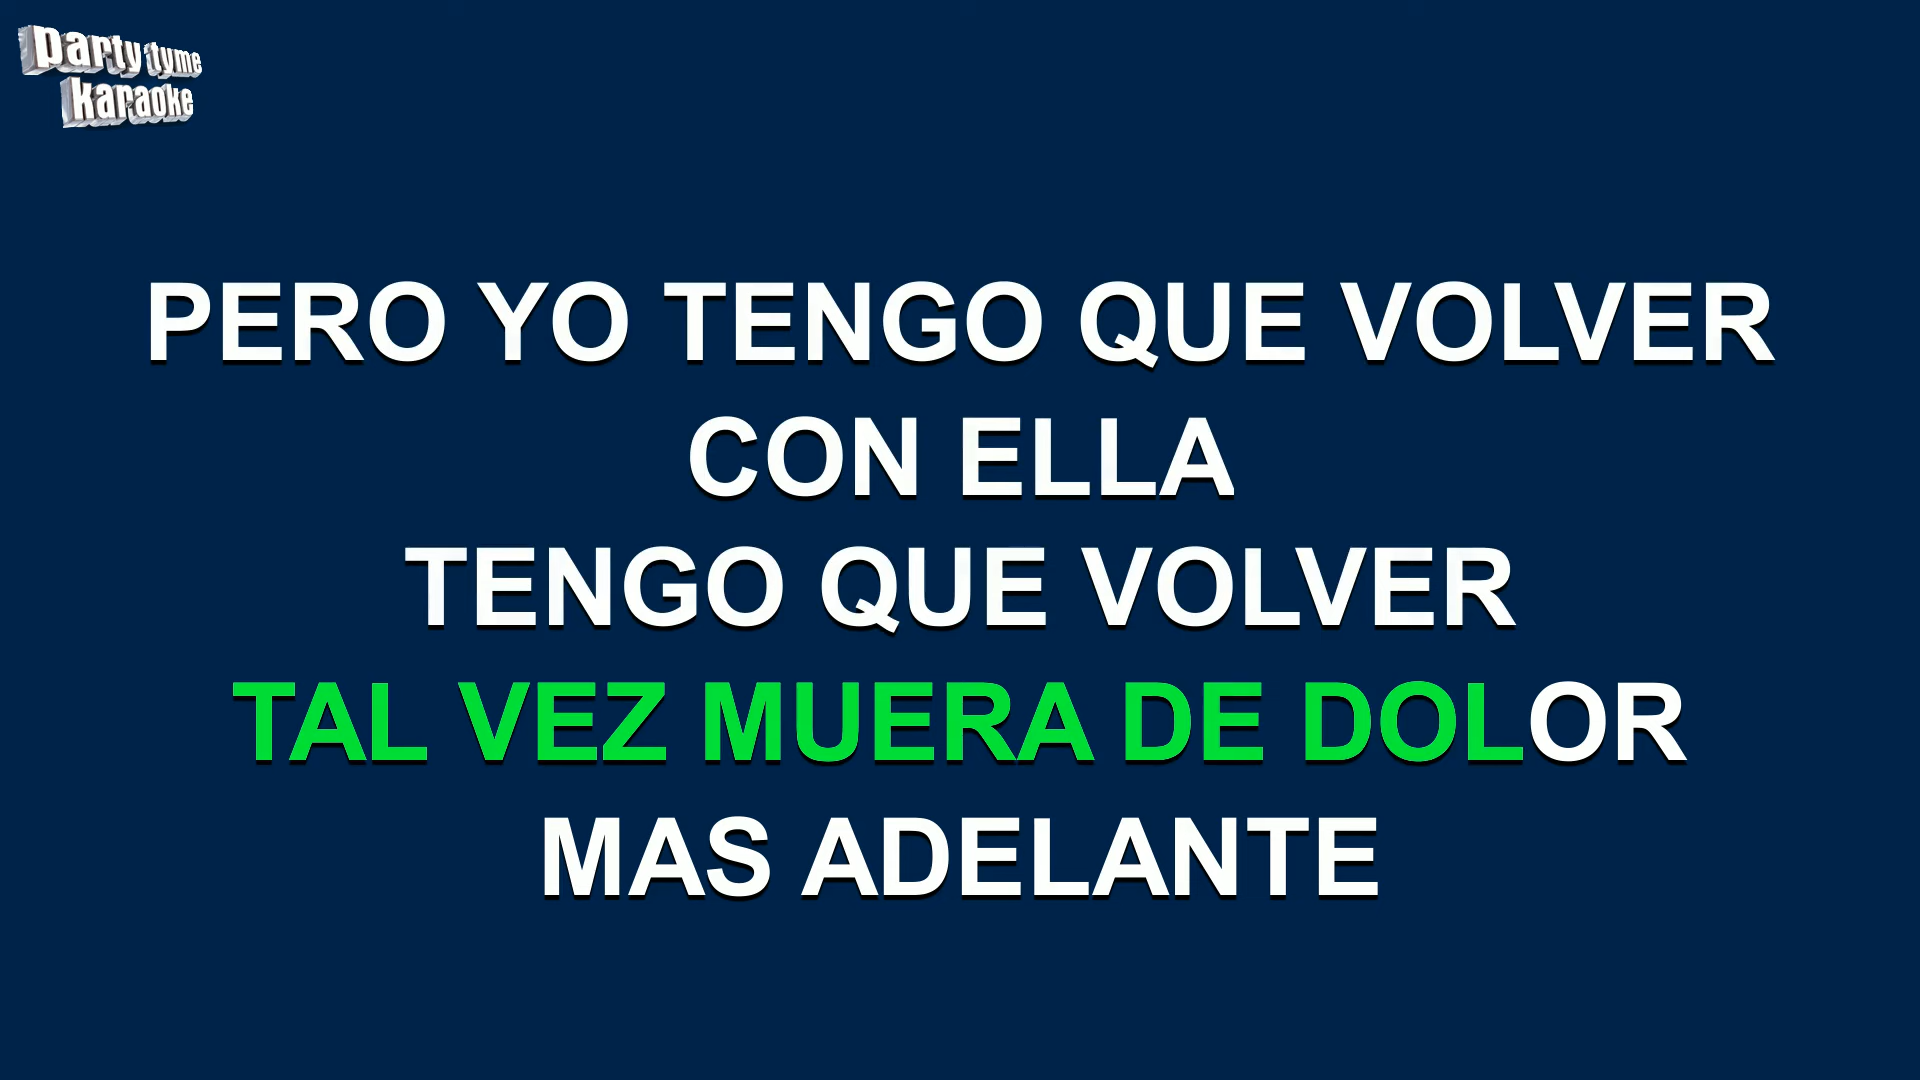 party tyme
karaoke
PERO YO TENGO QUE VOLVER
CON ELLA
TENGO QUE VOLVER
TAL VEZ MUERA DE DOLOR
MAS ADELANTE